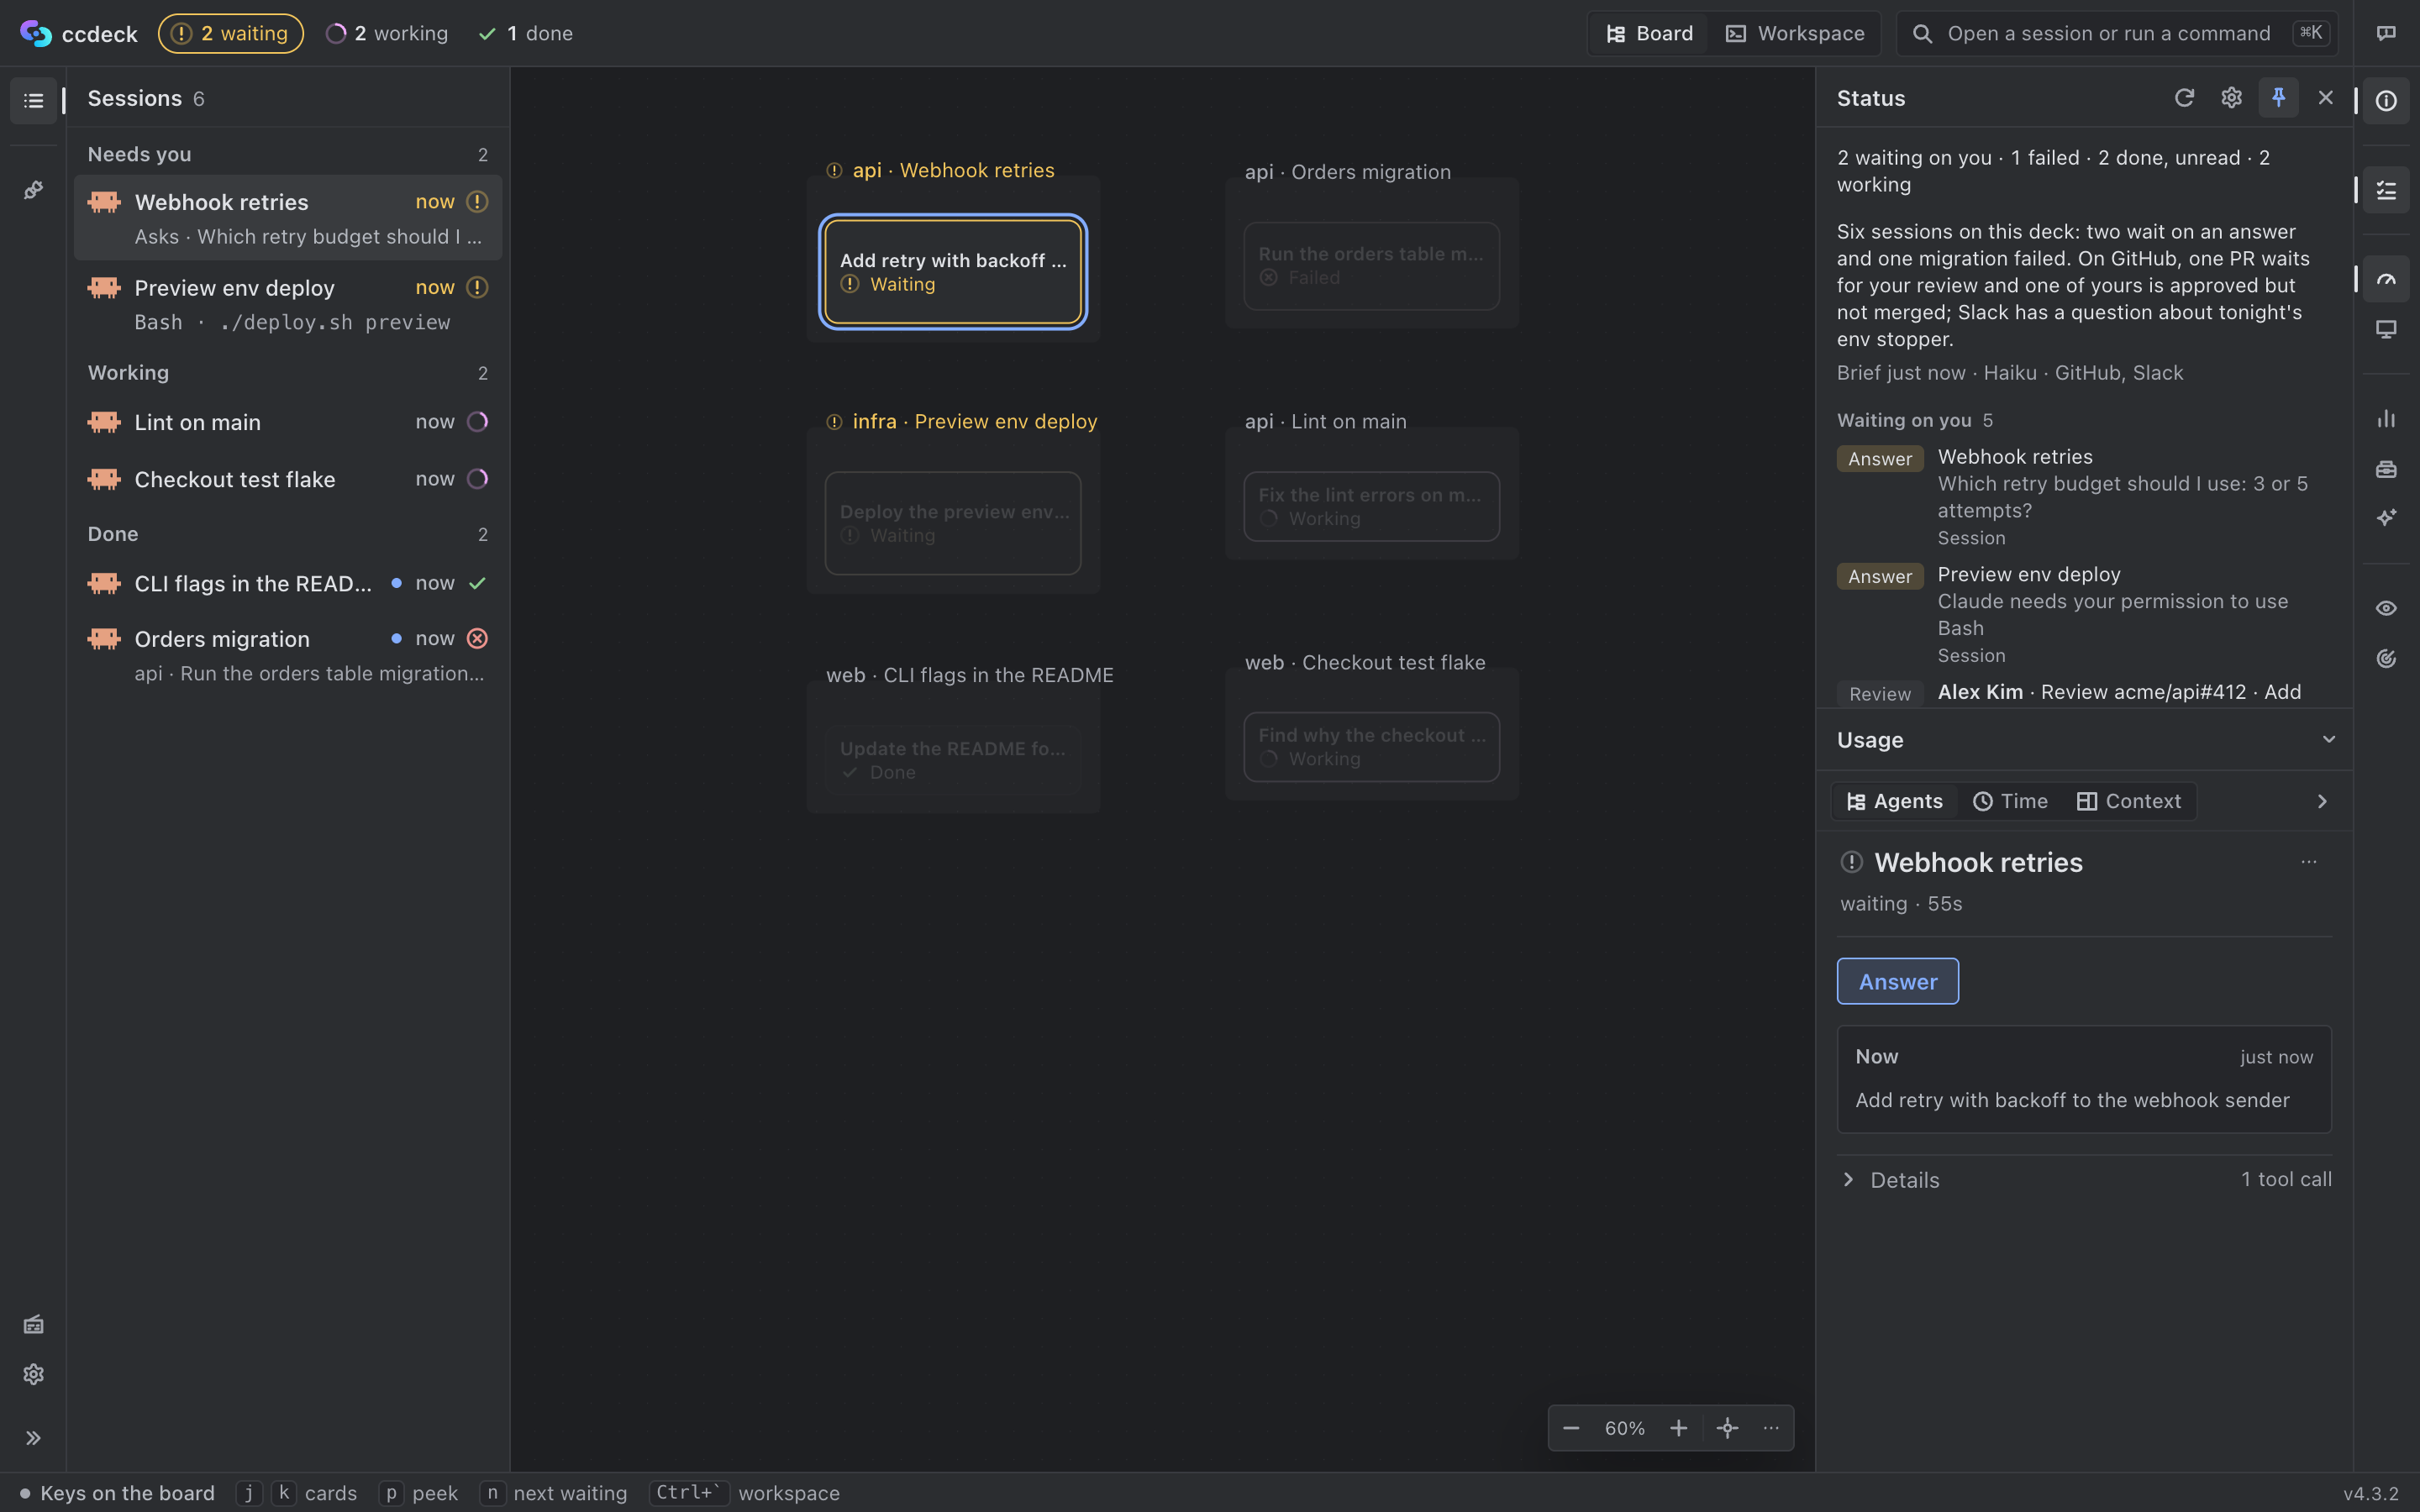 ccdeck
2 waiting
2 working
1 done
Board
Workspace
Open a session or run a command
⌘K
Sessions 6
Needs you 2
Webhook retries now
Asks · Which retry budget should I ...
Preview env deploy now
Bash · ./deploy.sh preview
Working 2
Lint on main now
Checkout test flake now
Done 2
CLI flags in the READ... now
Orders migration now
api · Run the orders table migration...
api · Webhook retries
Add retry with backoff ...
Waiting
api · Orders migration
Run the orders table m...
Failed
infra · Preview env deploy
Deploy the preview env...
Waiting
api · Lint on main
Fix the lint errors on m...
Working
web · CLI flags in the README
Update the README fo...
Done
web · Checkout test flake
Find why the checkout ...
Working
60%
Status
2 waiting on you · 1 failed · 2 done, unread · 2
working
Six sessions on this deck: two wait on an answer
and one migration failed. On GitHub, one PR waits
for your review and one of yours is approved but
not merged; Slack has a question about tonight's
env stopper.
Brief just now · Haiku · GitHub, Slack
Waiting on you 5
Answer Webhook retries
Which retry budget should I use: 3 or 5
attempts?
Session
Answer Preview env deploy
Claude needs your permission to use
Bash
Session
Review Alex Kim · Review acme/api#412 · Add
Usage
Agents Time Context
Webhook retries
waiting · 55s
Answer
Now just now
Add retry with backoff to the webhook sender
Details 1 tool call
Keys on the board j k cards p peek n next waiting Ctrl+` workspace
v4.3.2